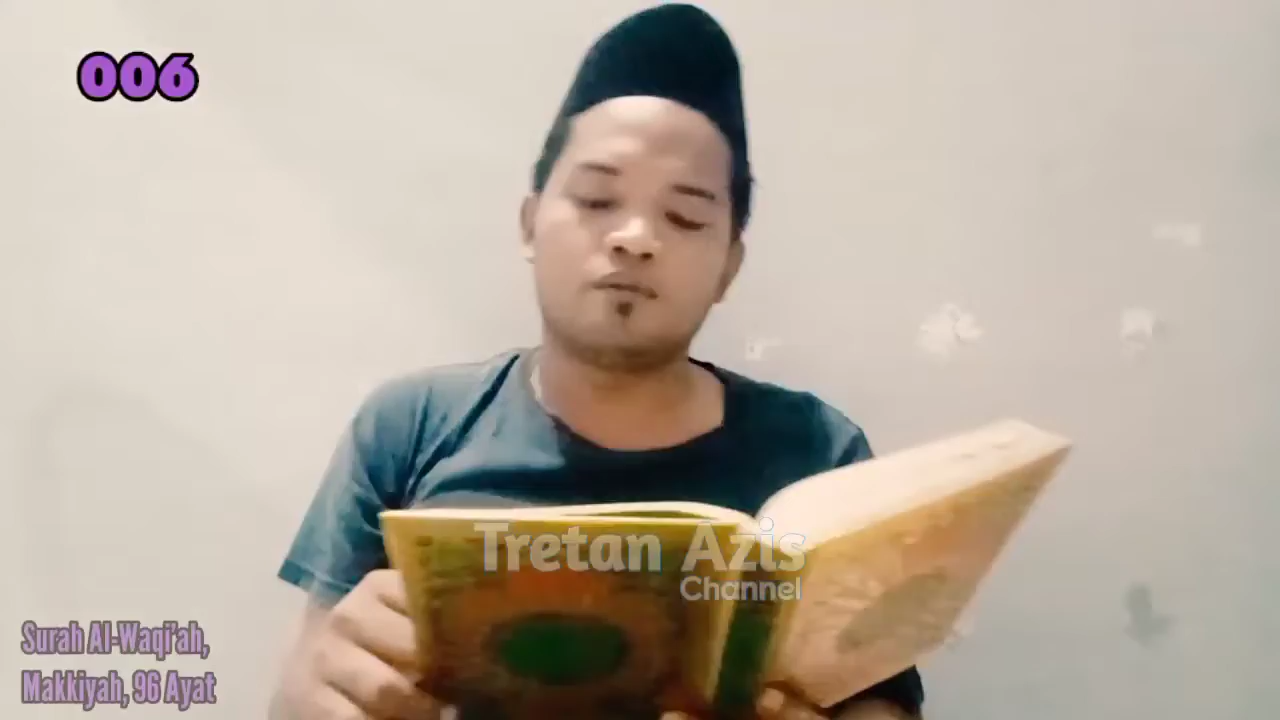 006
Tretan Azis
Channel
Surah Al-Waqi'ah,
Makkiyah, 96 Ayat